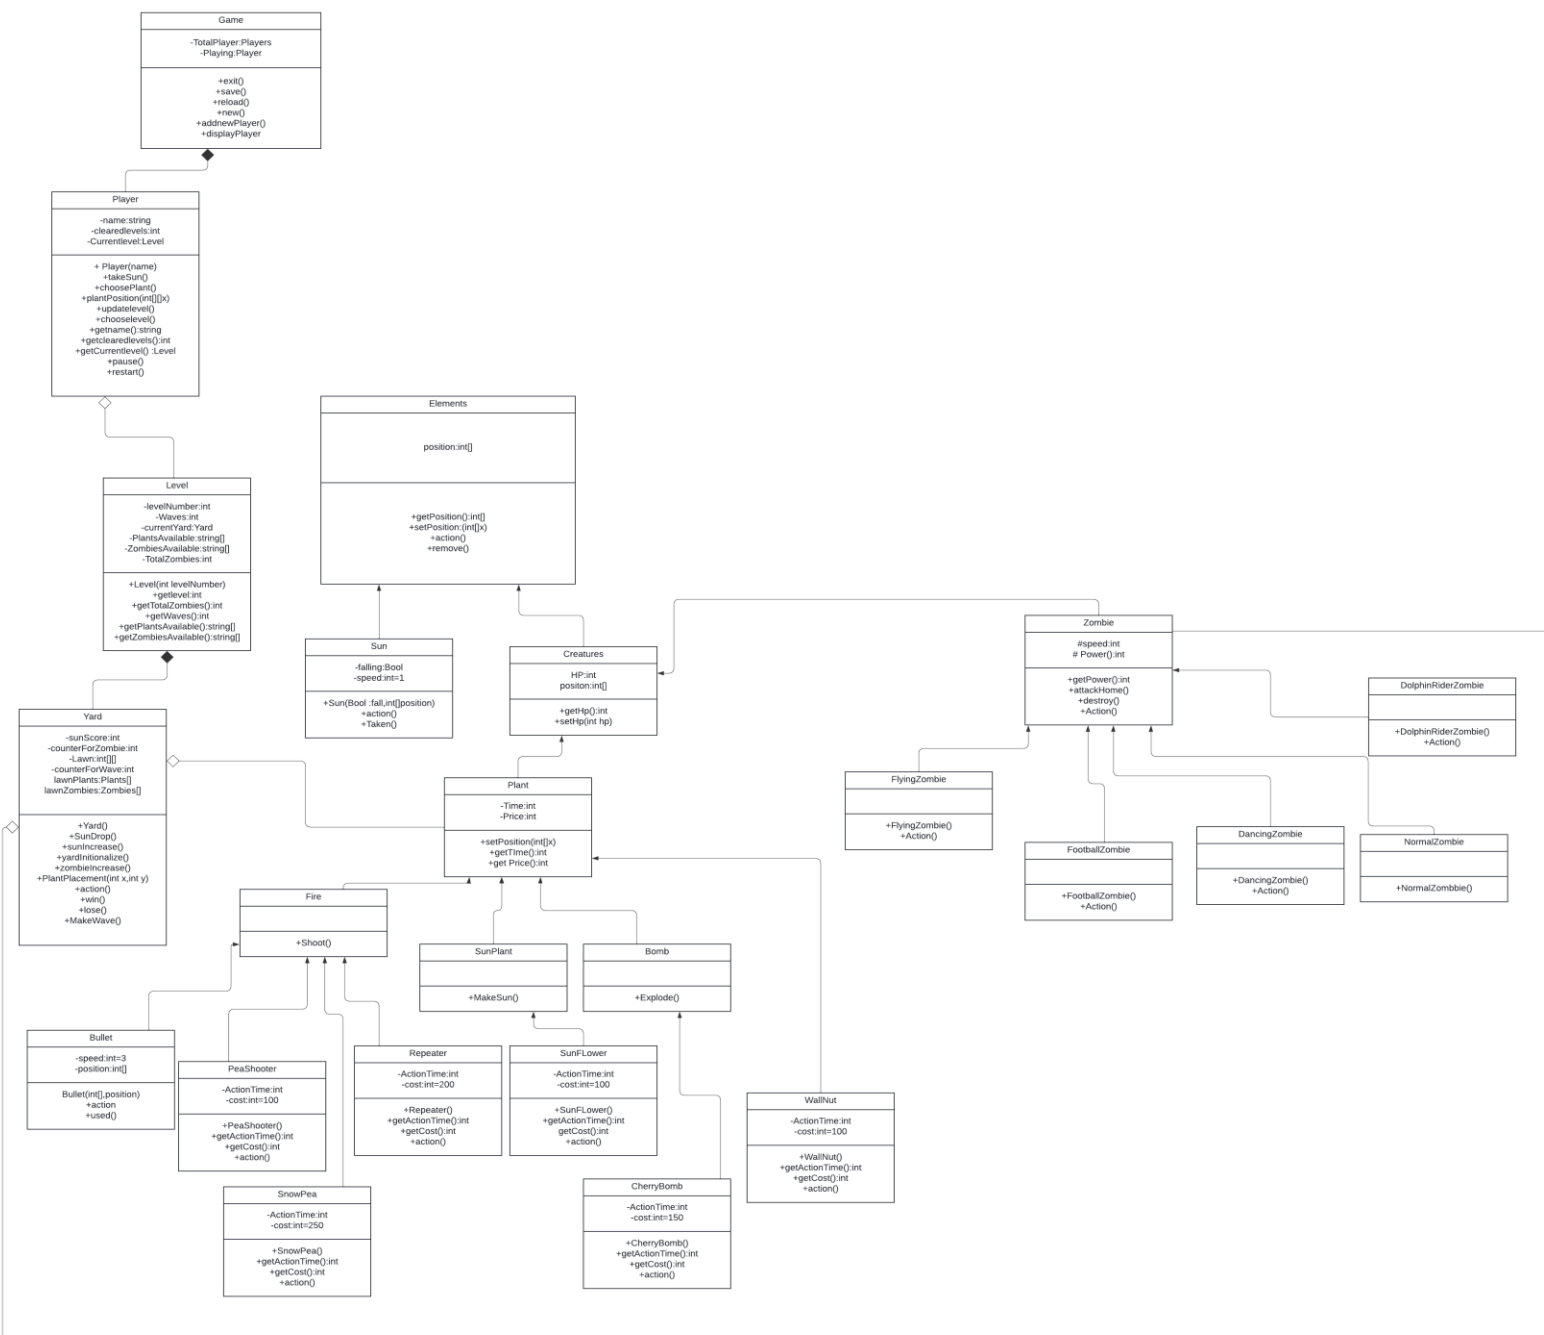 Game
-TotalPlayer:Players
-Playing:Player
+exit()
+save()
+reload()
+new()
+addnewPlayer()
+displayPlayer
Player
-name:string
-clearedlevels:int
-Currentlevel:Level
+ Player(name)
+takeSun()
+choosePlant()
+plantPosition(int[][]x)
+updatelevel()
+chooselevel()
+getname():string
+getclearedlevels():int
+getCurrentlevel() :Level
+pause()
+restart()
Elements
position:int[]
+getPosition():int[]
+setPosition:(int[]x)
+action()
+remove()
Level
-levelNumber:int
-Waves:int
-currentYard:Yard
-PlantsAvailable:string[]
-ZombiesAvailable:string[]
-TotalZombies:int
+Level(int levelNumber)
+getlevel:int
+getTotalZombies():int
+getWaves():int
+getPlantsAvailable():string[]
+getZombiesAvailable():string[]
Sun
-falling:Bool
-speed:int=1
+Sun(Bool :fall,int[]position)
+action()
+Taken()
Creatures
HP:int
positon:int[]
+getHp():int
+setHp(int hp)
Zombie
#speed:int
# Power():int
+getPower():int
+attackHome()
+destroy()
+Action()
DolphinRiderZombie
+DolphinRiderZombie()
+Action()
Yard
-sunScore:int
-counterForZombie:int
-Lawn:int[][]
-counterForWave:int
lawnPlants:Plants[]
lawnZombies:Zombies[]
+Yard()
+SunDrop()
+sunIncrease()
+yardInitionalize()
+zombieIncrease()
+PlantPlacement(int x,int y)
+action()
+win()
+lose()
+MakeWave()
Plant
-Time:int
-Price:int
+setPosition(int[]x)
+getTIme():int
+get Price():int
FlyingZombie
+FlyingZombie()
+Action()
FootballZombie
+FootballZombie()
+Action()
DancingZombie
+DancingZombie()
+Action()
NormalZombie
+NormalZombbie()
Fire
+Shoot()
SunPlant
+MakeSun()
Bomb
+Explode()
Bullet
-speed:int=3
-position:int[]
Bullet(int[],position)
+action
+used()
PeaShooter
-ActionTime:int
-cost:int=100
+PeaShooter()
+getActionTime():int
+getCost():int
+action()
Repeater
-ActionTime:int
-cost:int=200
+Repeater()
+getActionTime():int
+getCost():int
+action()
SunFLower
-ActionTime:int
-cost:int=100
+SunFLower()
+getActionTime():int
getCost():int
+action()
WallNut
-ActionTime:int
-cost:int=100
+WallNut()
+getActionTime():int
+getCost():int
+action()
SnowPea
-ActionTime:int
-cost:int=250
+SnowPea()
+getActionTime():int
+getCost():int
+action()
CherryBomb
-ActionTime:int
-cost:int=150
+CherryBomb()
+getActionTime():int
+getCost():int
+action()